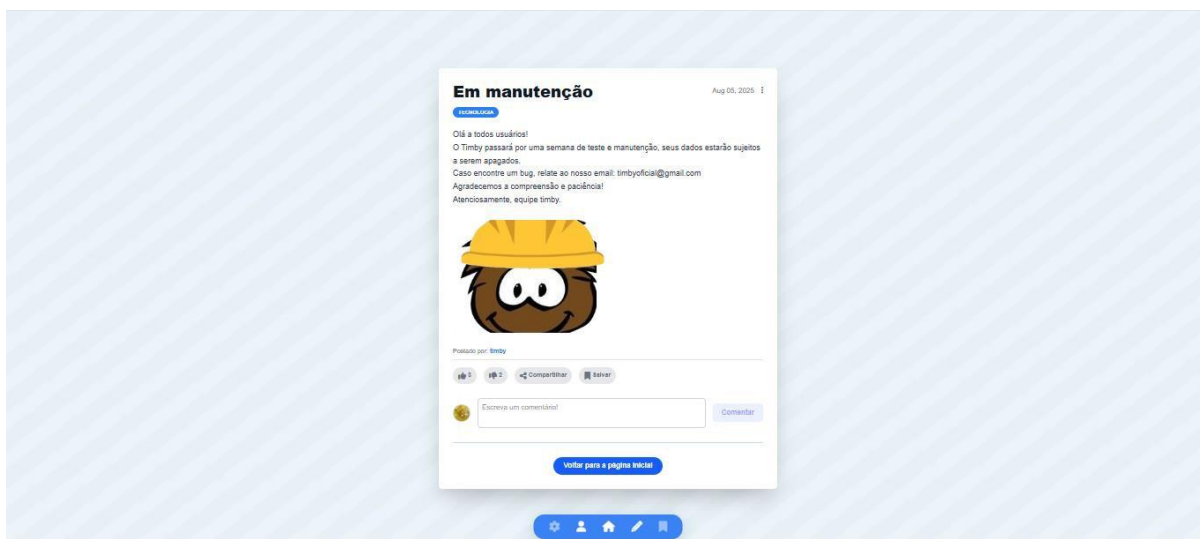 Em manutenção
Aug 05, 2025
TECNOLOGIA
Olá a todos usuários!
O Timby passará por uma semana de teste e manutenção, seus dados estarão sujeitos
a serem apagados.
Caso encontre um bug, relate ao nosso email: timbyoficial@gmail.com
Agradecemos a compreensão e paciência!
Atenciosamente, equipe timby.
Postado por: timby
3 2 Compartilhar Salvar
Escreva um comentário!
Comentar
Voltar para a página inicial